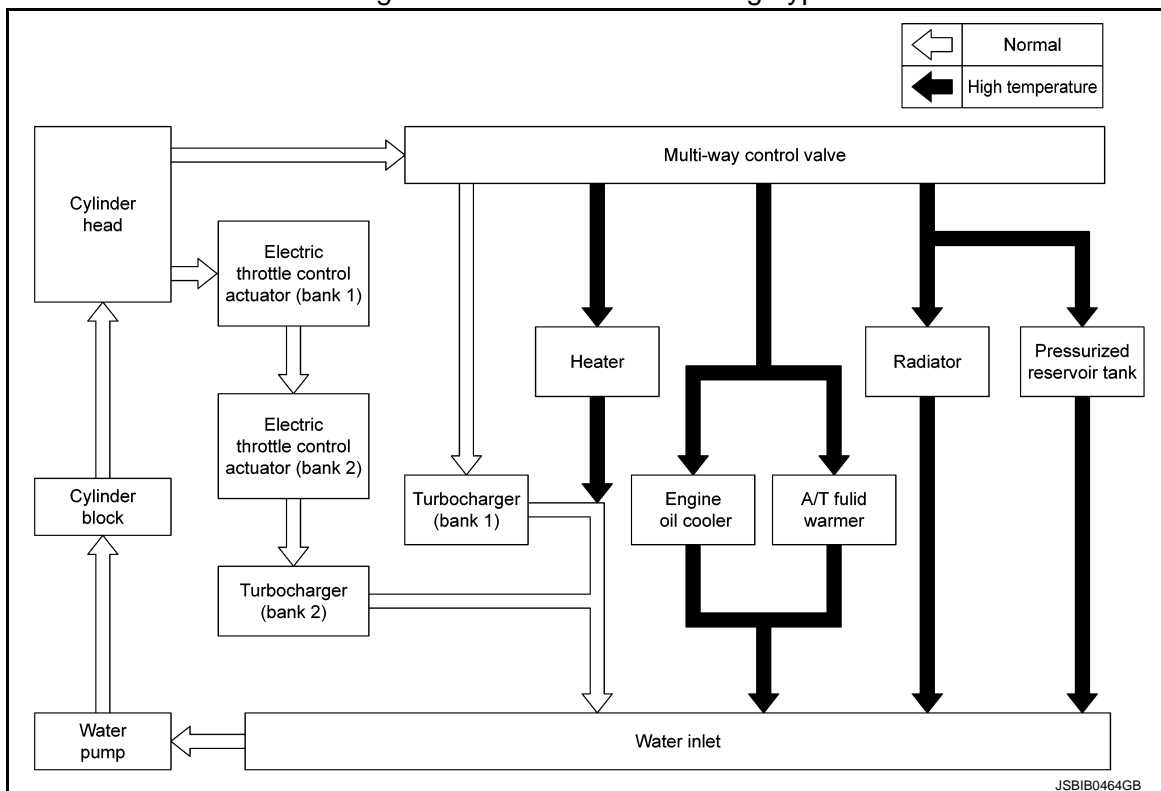 Normal
High temperature
Multi-way control valve
Cylinder
head
Electric
throttle control
actuator (bank 1)
Heater
Radiator
Pressurized
reservoir tank
Electric
throttle control
actuator (bank 2)
Cylinder
block
Turbocharger
(bank 1)
Engine
oil cooler
A/T fulid
warmer
Turbocharger
(bank 2)
Water
pump
Water inlet
JSBIB0464GB